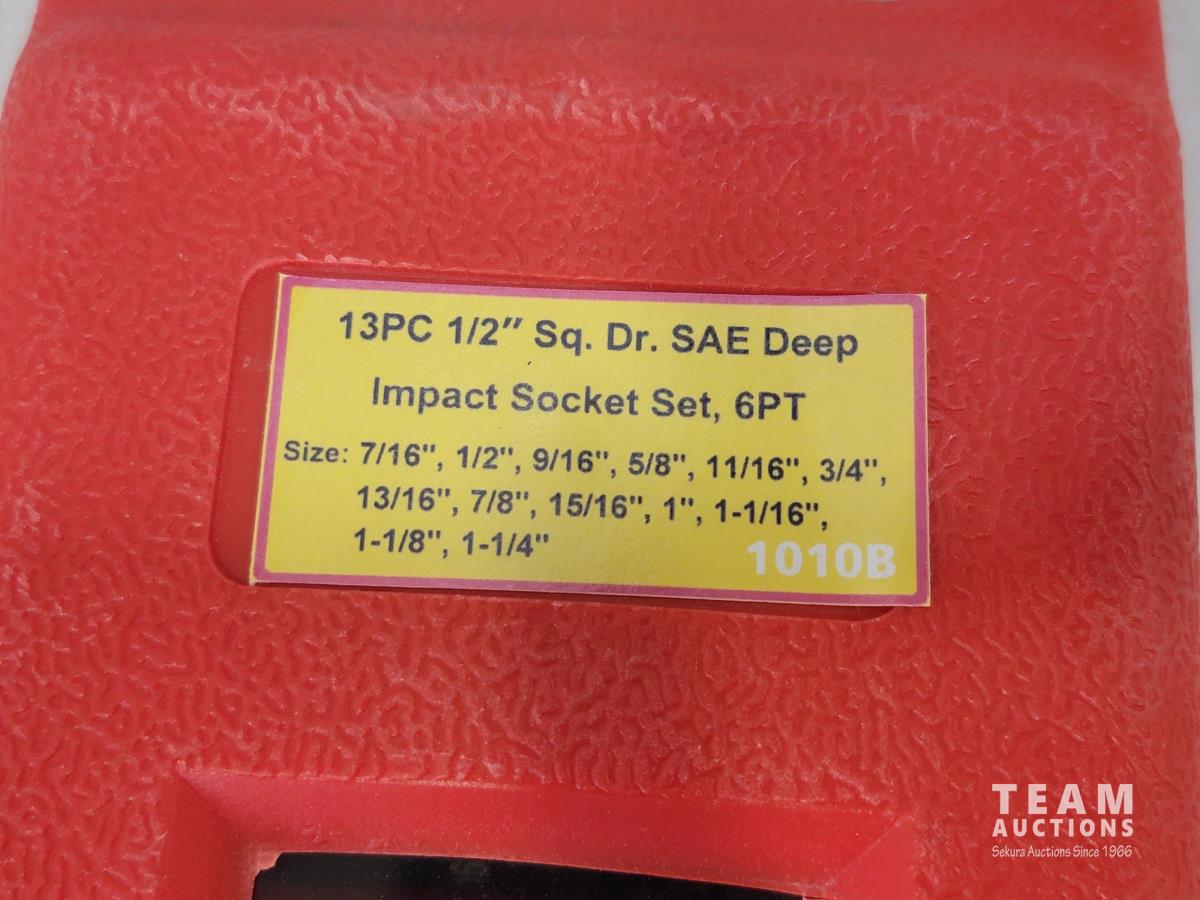 13PC 1/2″ Sq. Dr. SAE Deep
Impact Socket Set, 6PT
Size: 7/16", 1/2", 9/16", 5/8", 11/16", 3/4",
13/16", 7/8", 15/16", 1", 1-1/16",
1-1/8", 1-1/4"
1010B
TEAM
AUCTIONS
Sekura Auctions Since 1966